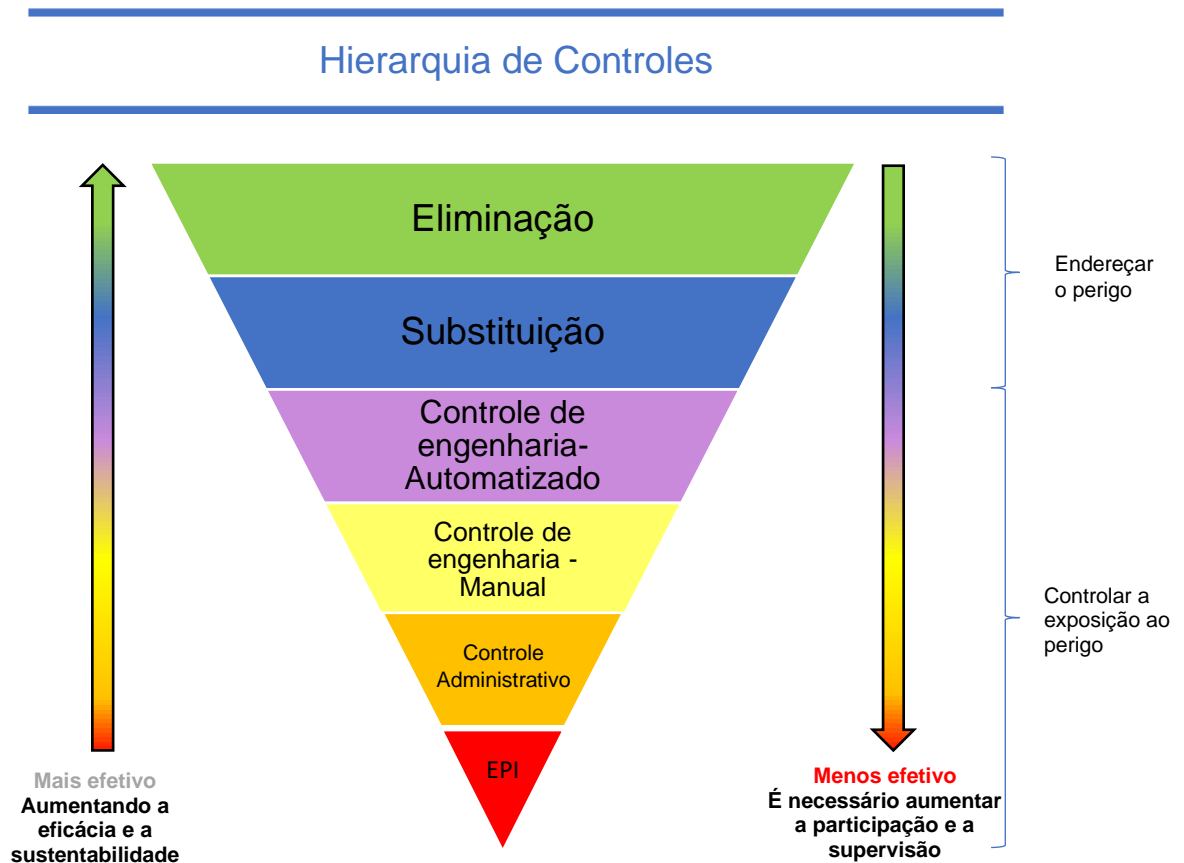 Hierarquia de Controles
Eliminação
Substituição
Controle de
engenharia-
Automatizado
Controle de
engenharia -
Manual
Controle
Administrativo
EPI
Mais efetivo
Aumentando a
eficácia e a
sustentabilidade
Menos efetivo
É necessário aumentar
a participação e a
supervisão
Endereçar
o perigo
Controlar a
exposição ao
perigo